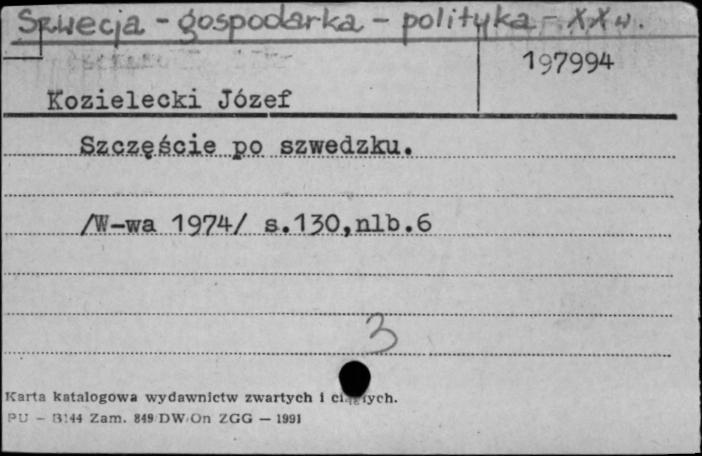 Szwecja - gospodarka - polityka - XX w.
197994
Kozielecki Józef
Szczęście po szwedzku.
/W-wa 1974/ s.130,nlb.6
3
Karta katalogowa wydawnictw zwartych i ciągłych.
PU — B144 Zam. 849 DW/On ZGG — 1991